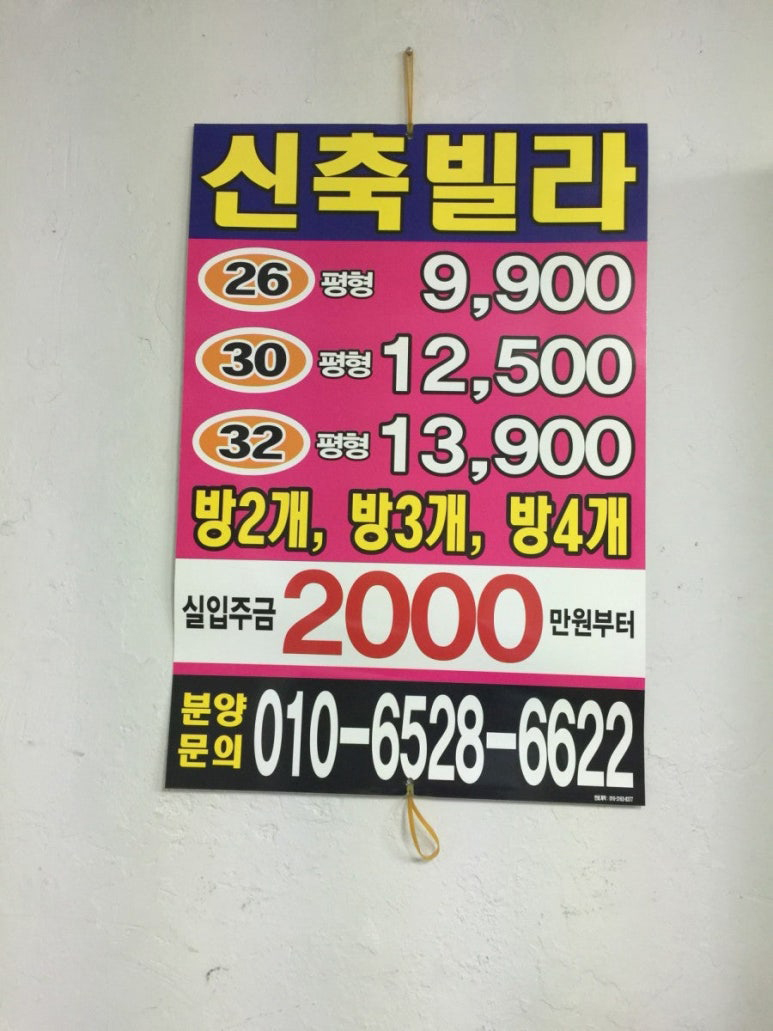 신축빌라
26 평형 9,900
30 평형 12,500
32 평형 13,900
방2개, 방3개, 방4개
실입주금 2000 만원부터
분양문의 010-6528-6622